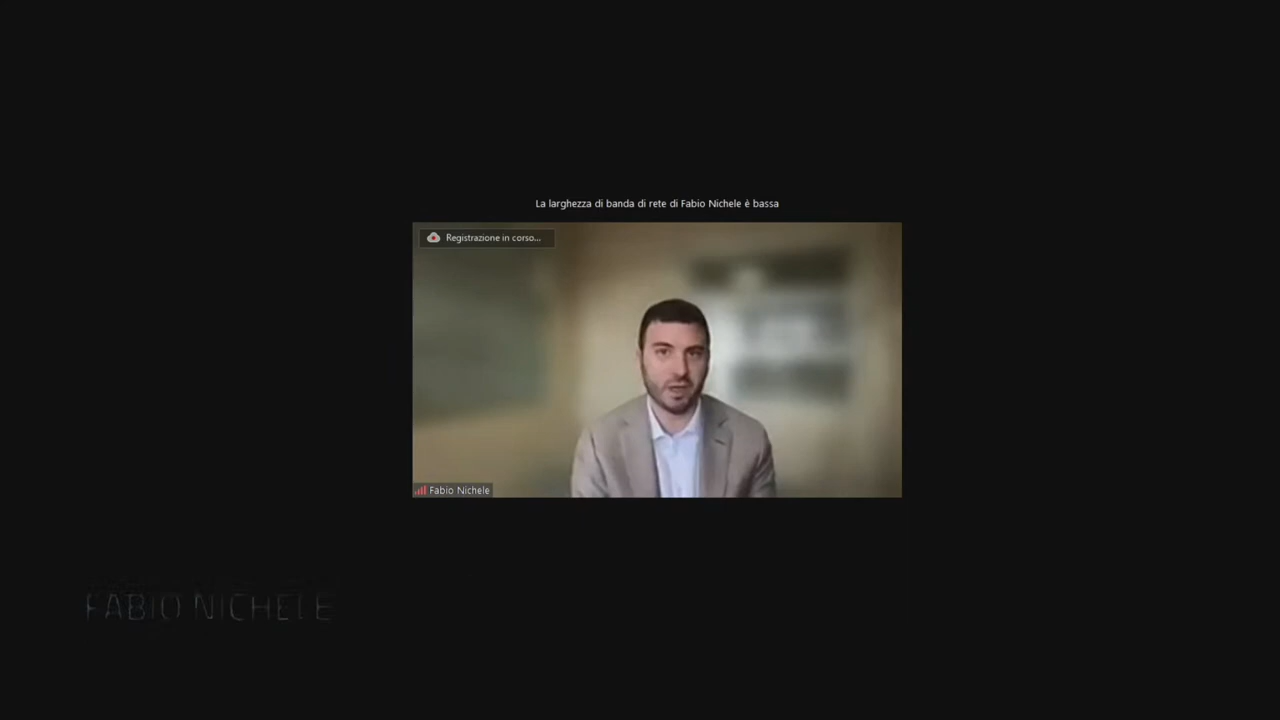 La larghezza di banda di rete di Fabio Nichele è bassa
Registrazione in corso...
Fabio Nichele
FABIO NICHELE